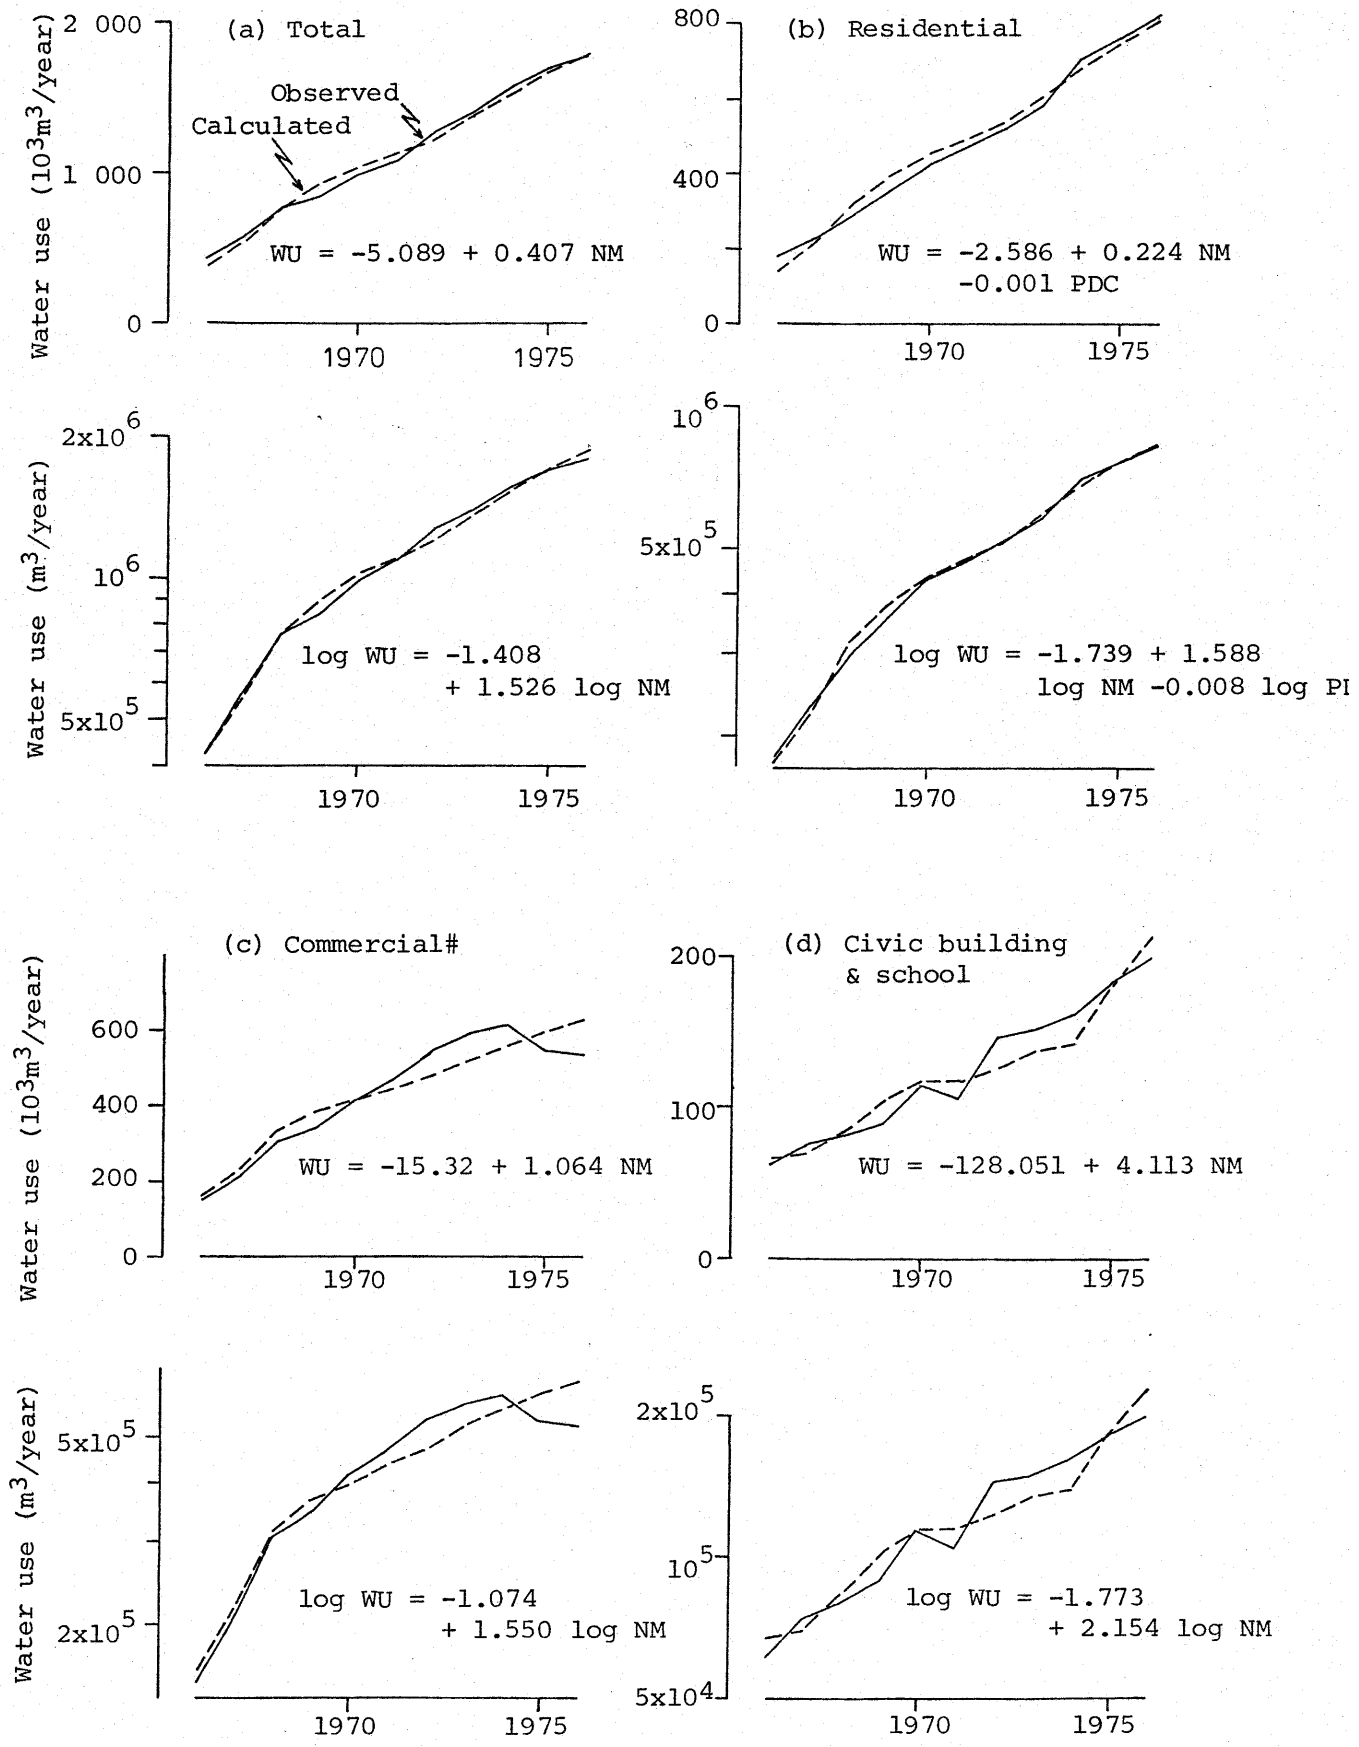 (a) Total
Water use (10³m³/year)
2 000
1 000
0
Observed
Calculated
WU = -5.089 + 0.407 NM
1970
1975
(b) Residential
800
400
0
WU = -2.586 + 0.224 NM
-0.001 PDC
1970
1975
Water use (m³/year)
2x10⁶
10⁶
5x10⁵
log WU = -1.408
+ 1.526 log NM
1970
1975
10⁶
5x10⁵
log WU = -1.739 + 1.588
log NM -0.008 log
1970
1975
(c) Commercial#
Water use (10³m³/year)
600
400
200
0
WU = -15.32 + 1.064 NM
1970
1975
(d) Civic building
& school
200
100
0
WU = -128.051 + 4.113 NM
1970
1975
Water use (m³/year)
5x10⁵
2x10⁵
log WU = -1.074
+ 1.550 log NM
1970
1975
2x10⁵
10⁵
5x10⁴
log WU = -1.773
+ 2.154 log NM
1970
1975